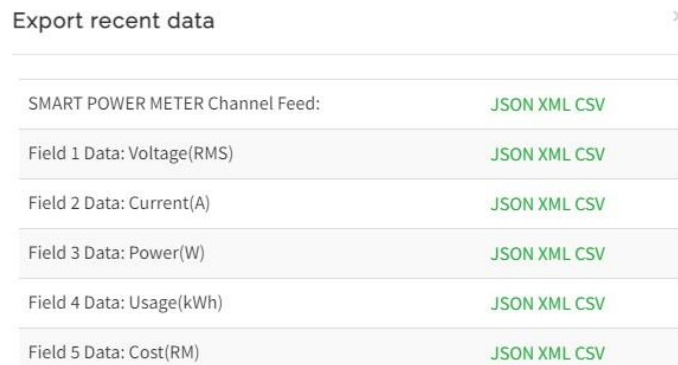 Export recent data
SMART POWER METER Channel Feed: JSON XML CSV
Field 1 Data: Voltage(RMS) JSON XML CSV
Field 2 Data: Current(A) JSON XML CSV
Field 3 Data: Power(W) JSON XML CSV
Field 4 Data: Usage(kWh) JSON XML CSV
Field 5 Data: Cost(RM) JSON XML CSV